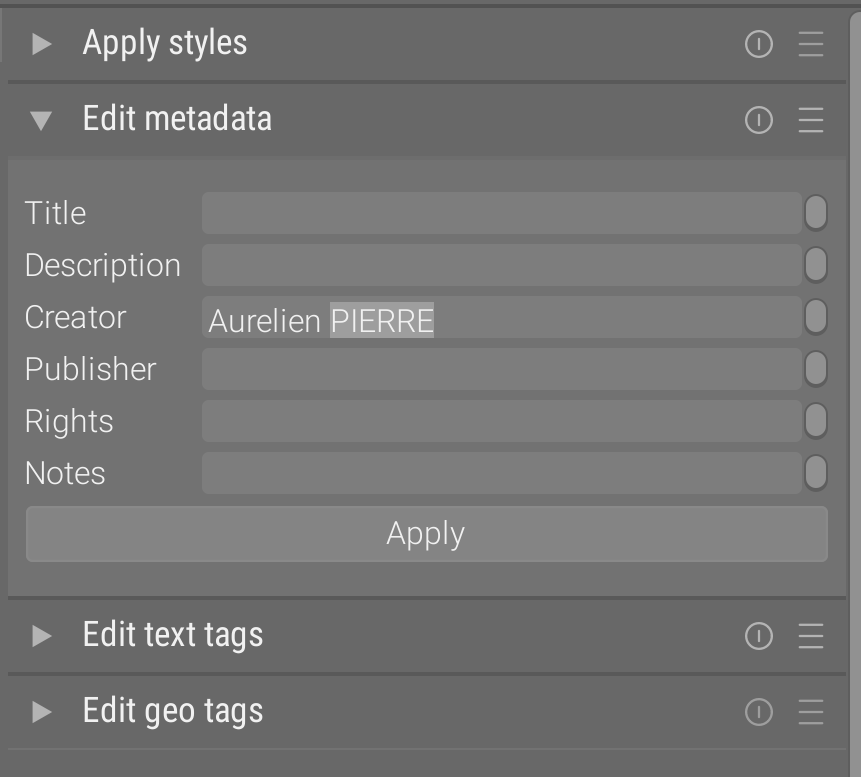 Apply styles
Edit metadata
Title
Description
Creator Aurelien PIERRE
Publisher
Rights
Notes
Apply
Edit text tags
Edit geo tags